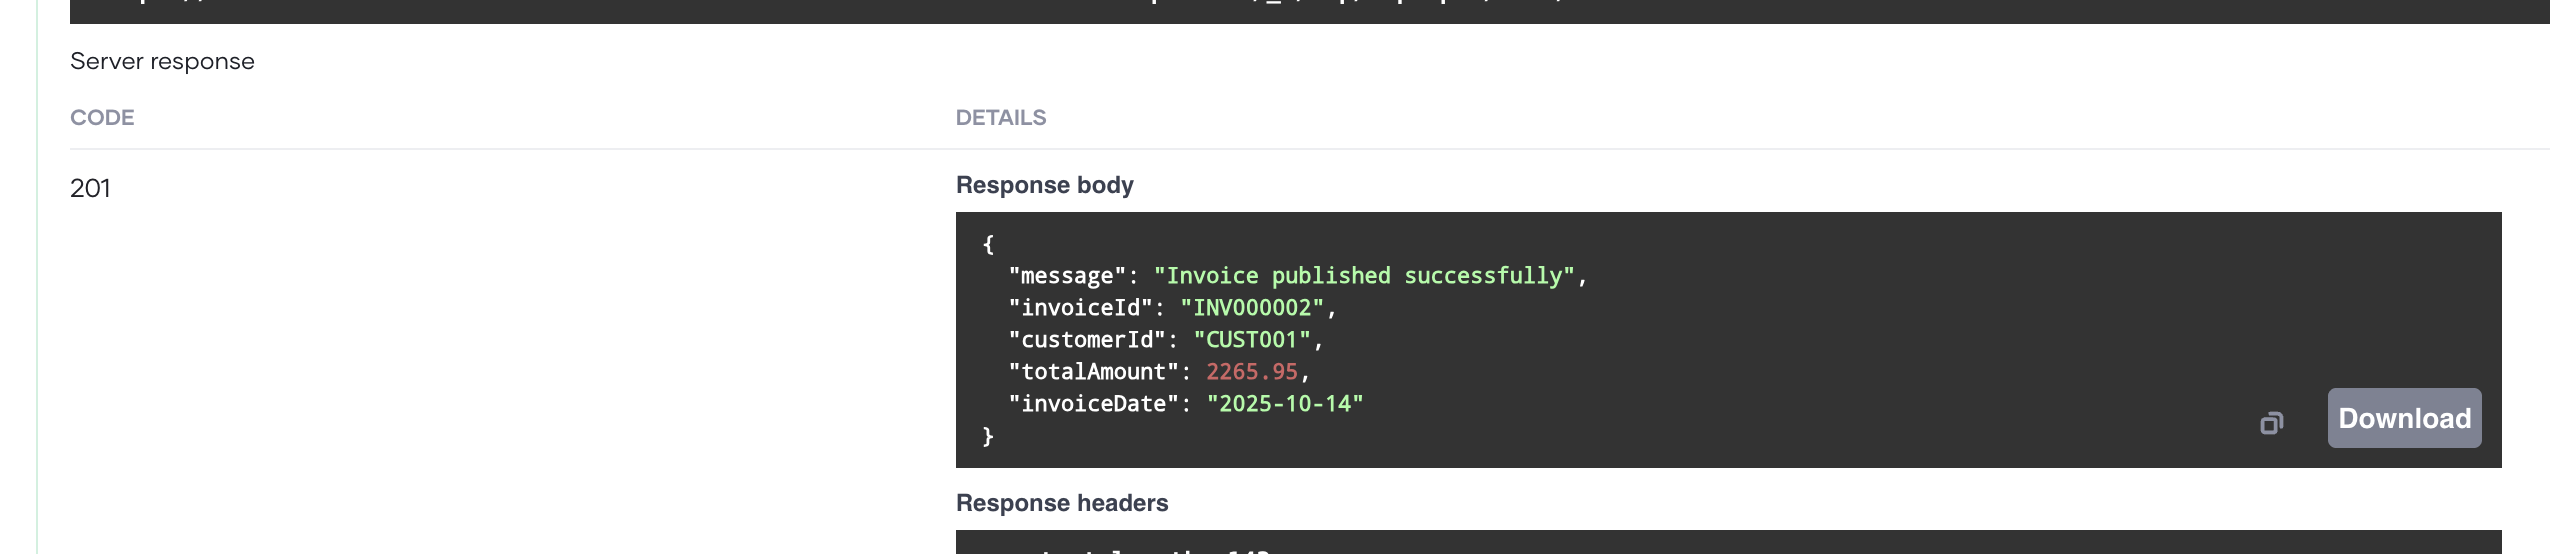 Server response
CODE DETAILS
201
Response body
{
  "message": "Invoice published successfully",
  "invoiceId": "INV000002",
  "customerId": "CUST001",
  "totalAmount": 2265.95,
  "invoiceDate": "2025-10-14"
}
Download
Response headers